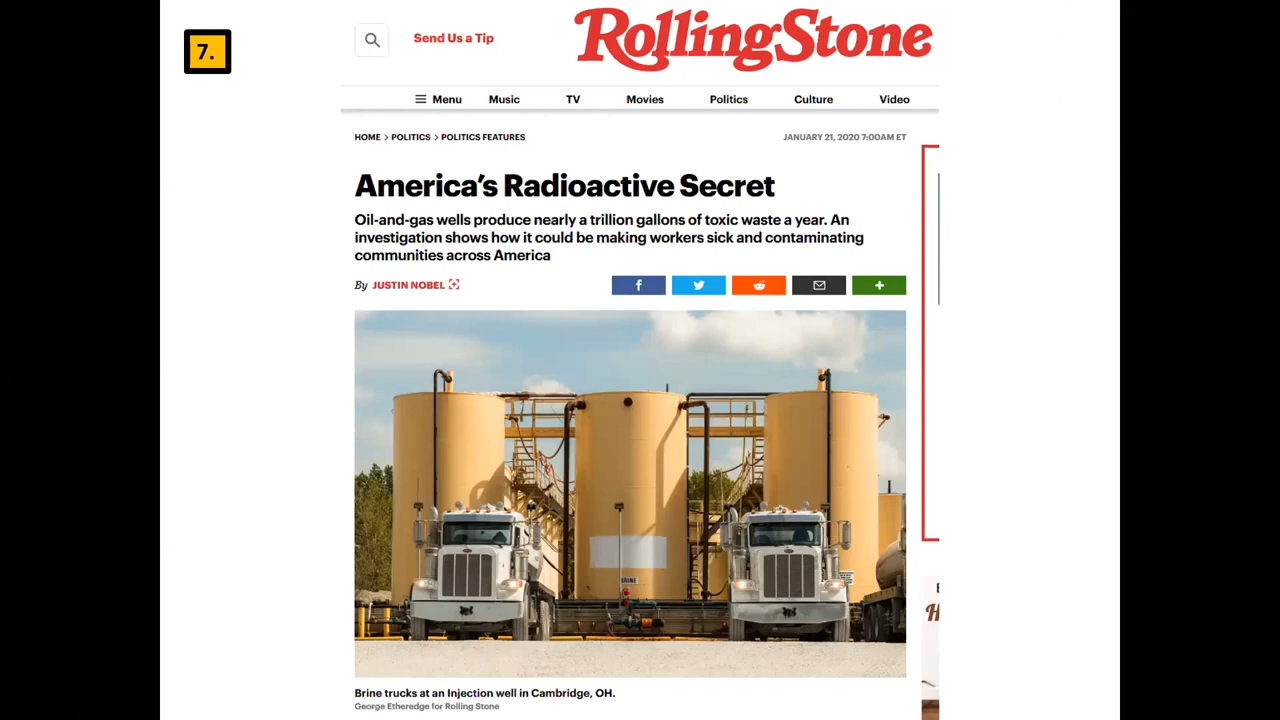 7.
Send Us a Tip
RollingStone
Menu Music TV Movies Politics Culture Video
HOME > POLITICS > POLITICS FEATURES
JANUARY 21, 2020 7:00AM ET
America's Radioactive Secret
Oil-and-gas wells produce nearly a trillion gallons of toxic waste a year. An
investigation shows how it could be making workers sick and contaminating
communities across America
By JUSTIN NOBEL
BRINE
Brine trucks at an Injection well in Cambridge, OH.
George Etheredge for Rolling Stone